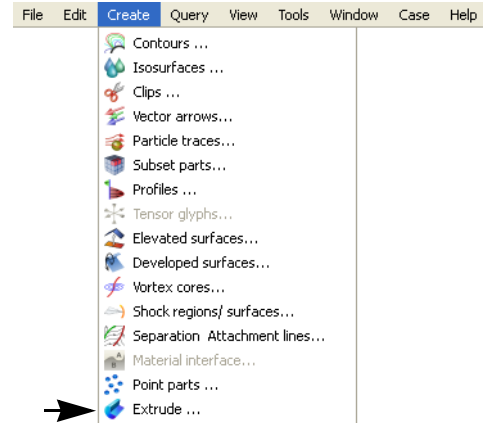 File Edit Create Query View Tools Window Case Help
Contours ...
Isosurfaces ...
Clips ...
Vector arrows...
Particle traces...
Subset parts...
Profiles ...
Tensor glyphs...
Elevated surfaces...
Developed surfaces...
Vortex cores...
Shock regions/ surfaces...
Separation Attachment lines...
Material interface...
Point parts ...
Extrude ...